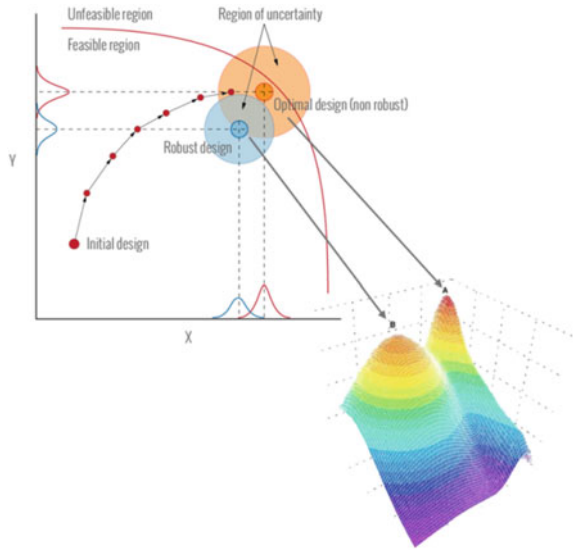 Unfeasible region
Region of uncertainty
Feasible region
Optimal design (non robust)
Robust design
Y
Initial design
X
A
B